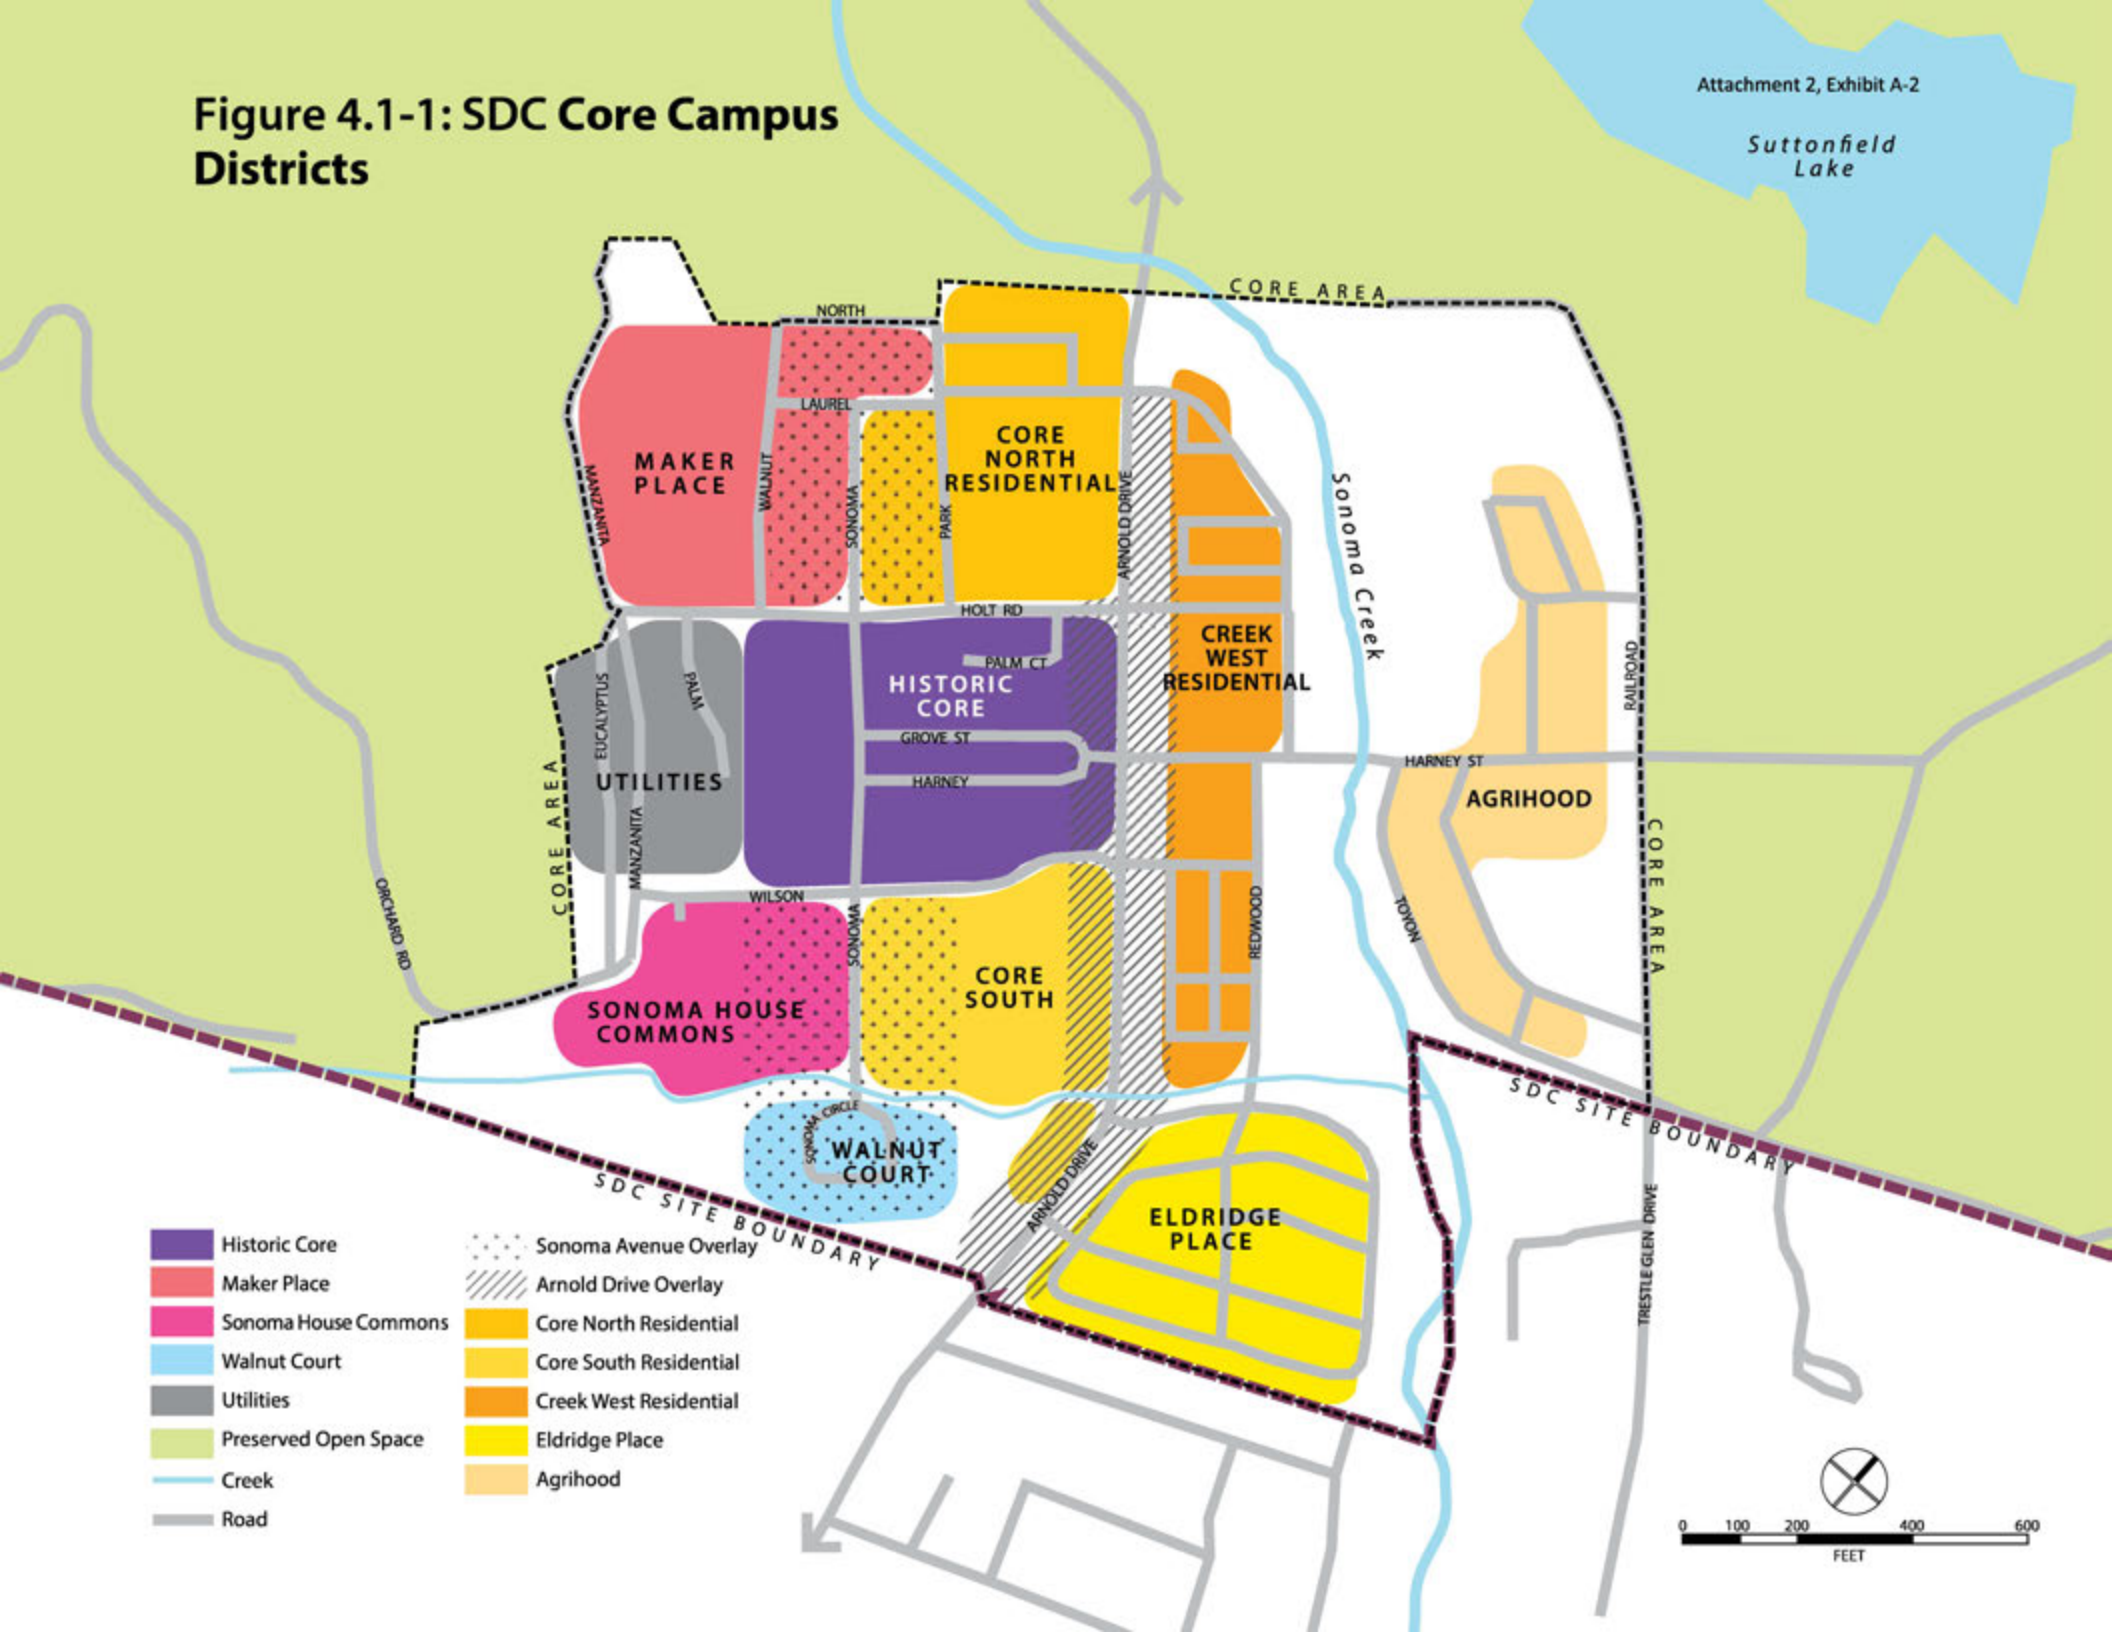 Figure 4.1-1: SDC Core Campus
Districts
Attachment 2, Exhibit A-2
Suttonfield
Lake
CORE AREA
NORTH
LAUREL
MAKER
PLACE
MANZANITA
WALNUT
SONOMA
PARK
CORE
NORTH
RESIDENTIAL
ARNOLD DRIVE
Sonoma Creek
HOLT RD
PALM CT
HISTORIC
CORE
GROVE ST
HARNEY
CREEK
WEST
RESIDENTIAL
RAILROAD
HARNEY ST
AGRIHOOD
EUCALYPTUS
PALM
UTILITIES
MANZANITA
CORE AREA
CORE AREA
ORCHARD RD
WILSON
SONOMA
REDWOOD
TOYON
CORE
SOUTH
SONOMA HOUSE
COMMONS
SONOMA CIRCLE
WALNUT
COURT
ARNOLD DRIVE
ELDRIDGE
PLACE
SDC SITE BOUNDARY
SDC SITE BOUNDARY
TRESTLE GLEN DRIVE
Historic Core
Maker Place
Sonoma House Commons
Walnut Court
Utilities
Preserved Open Space
Creek
Road
Sonoma Avenue Overlay
Arnold Drive Overlay
Core North Residential
Core South Residential
Creek West Residential
Eldridge Place
Agrihood
0 100 200 400 600
FEET